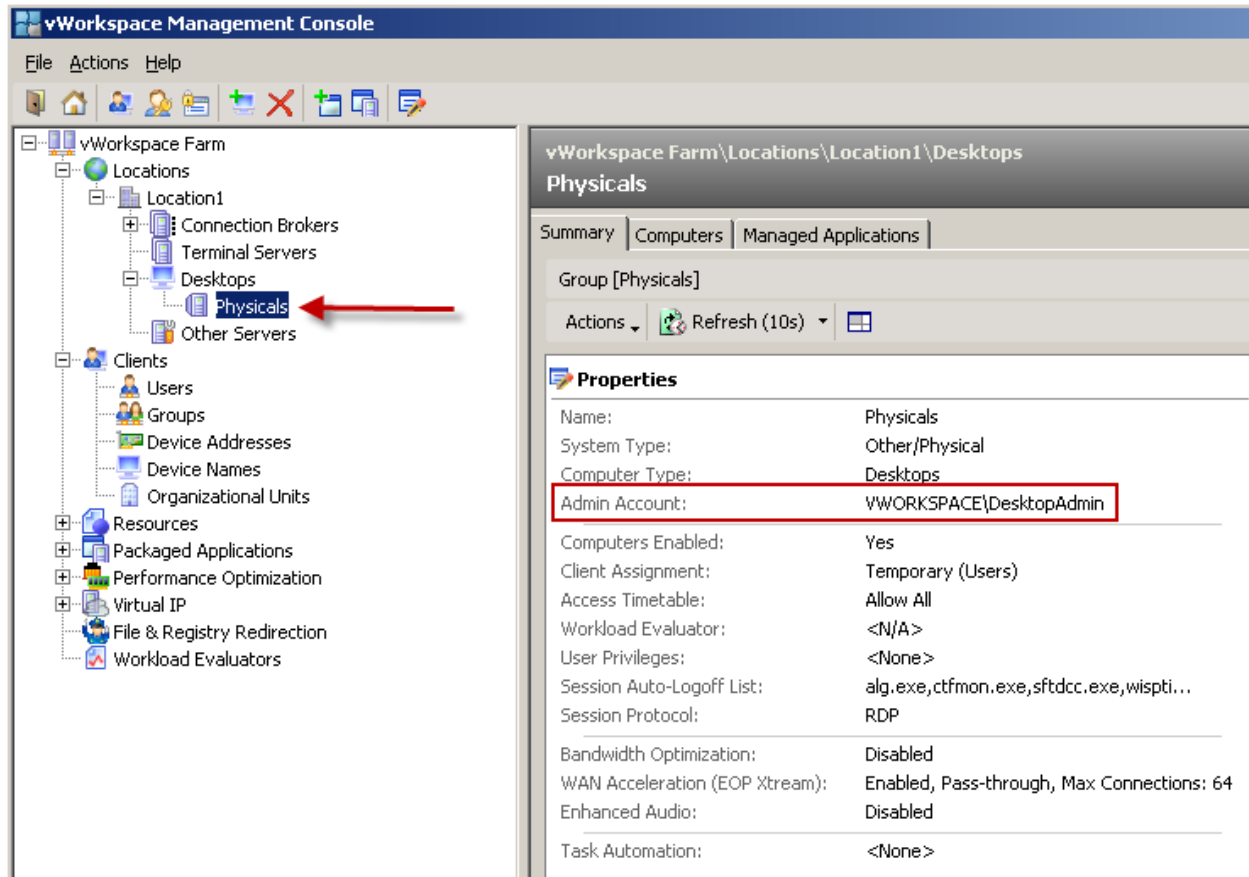 vWorkspace Management Console
File Actions Help
vWorkspace Farm
Locations
Location1
Connection Brokers
Terminal Servers
Desktops
Physicals
Other Servers
Clients
Users
Groups
Device Addresses
Device Names
Organizational Units
Resources
Packaged Applications
Performance Optimization
Virtual IP
File & Registry Redirection
Workload Evaluators
vWorkspace Farm\Locations\Location1\Desktops
Physicals
Summary Computers Managed Applications
Group [Physicals]
Actions Refresh (10s)
Properties
Name: Physicals
System Type: Other/Physical
Computer Type: Desktops
Admin Account: VWORKSPACE\DesktopAdmin
Computers Enabled: Yes
Client Assignment: Temporary (Users)
Access Timetable: Allow All
Workload Evaluator: <N/A>
User Privileges: <None>
Session Auto-Logoff List: alg.exe,ctfmon.exe,sftdcc.exe,wispti...
Session Protocol: RDP
Bandwidth Optimization: Disabled
WAN Acceleration (EOP Xtream): Enabled, Pass-through, Max Connections: 64
Enhanced Audio: Disabled
Task Automation: <None>